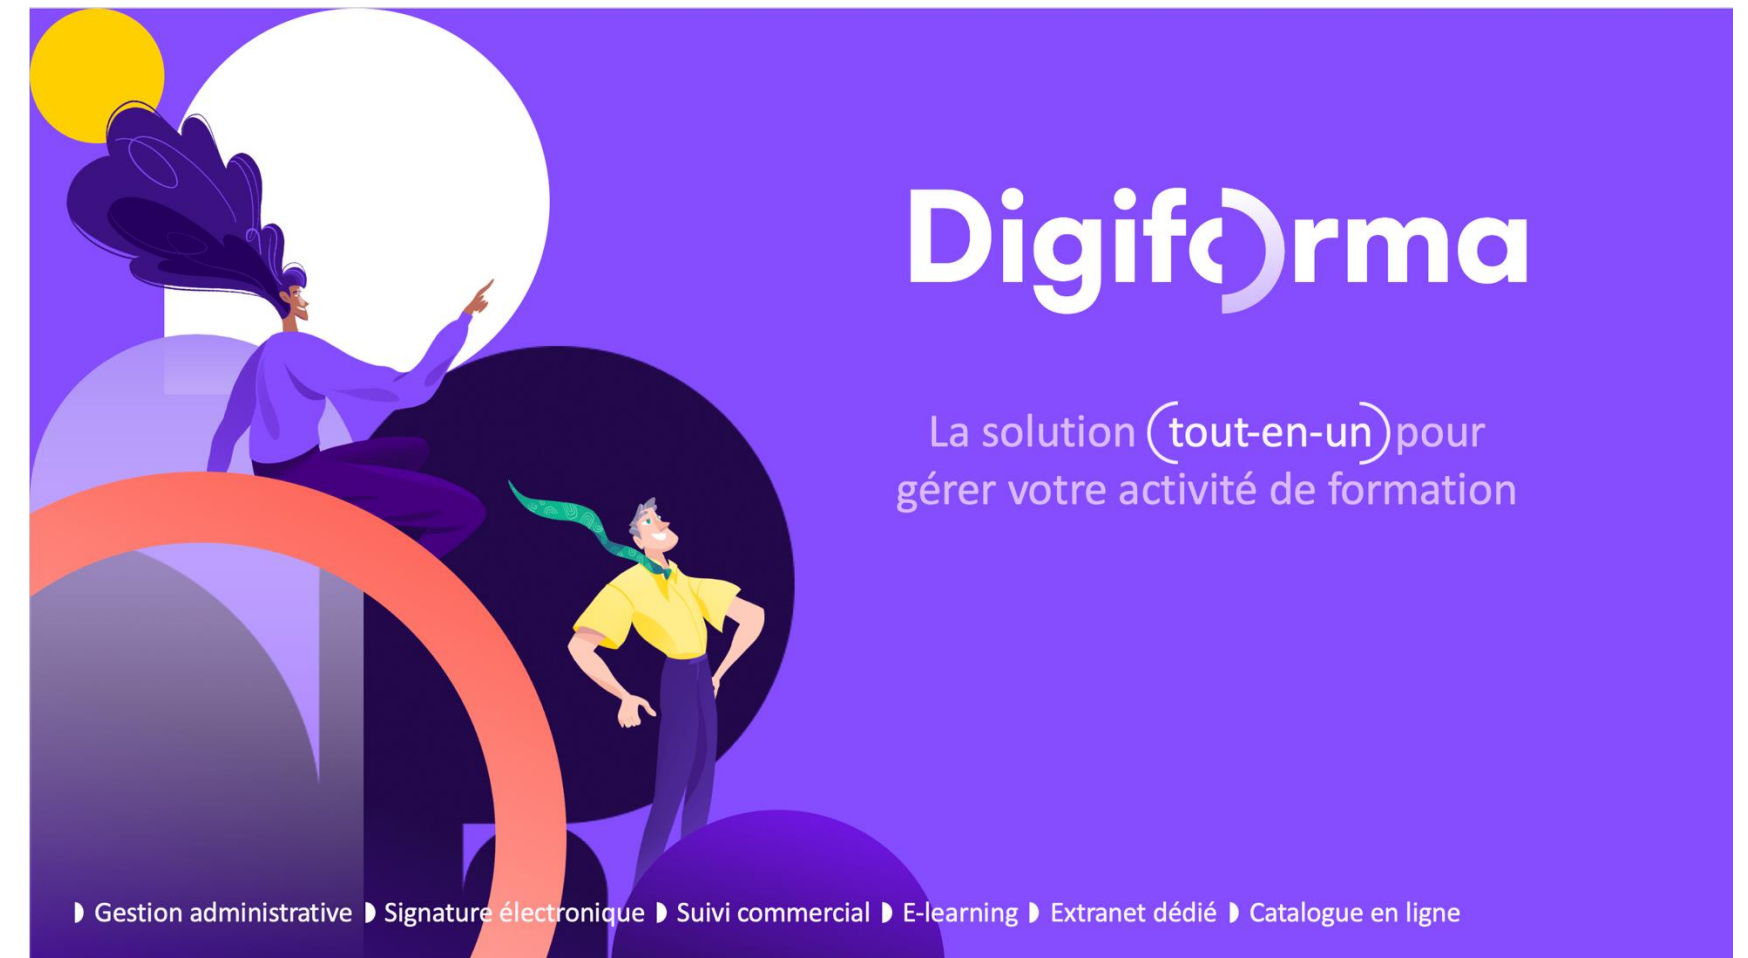 Digiforma
La solution (tout-en-un) pour
gérer votre activité de formation
Gestion administrative Signature électronique Suivi commercial E-learning Extranet dédié Catalogue en ligne